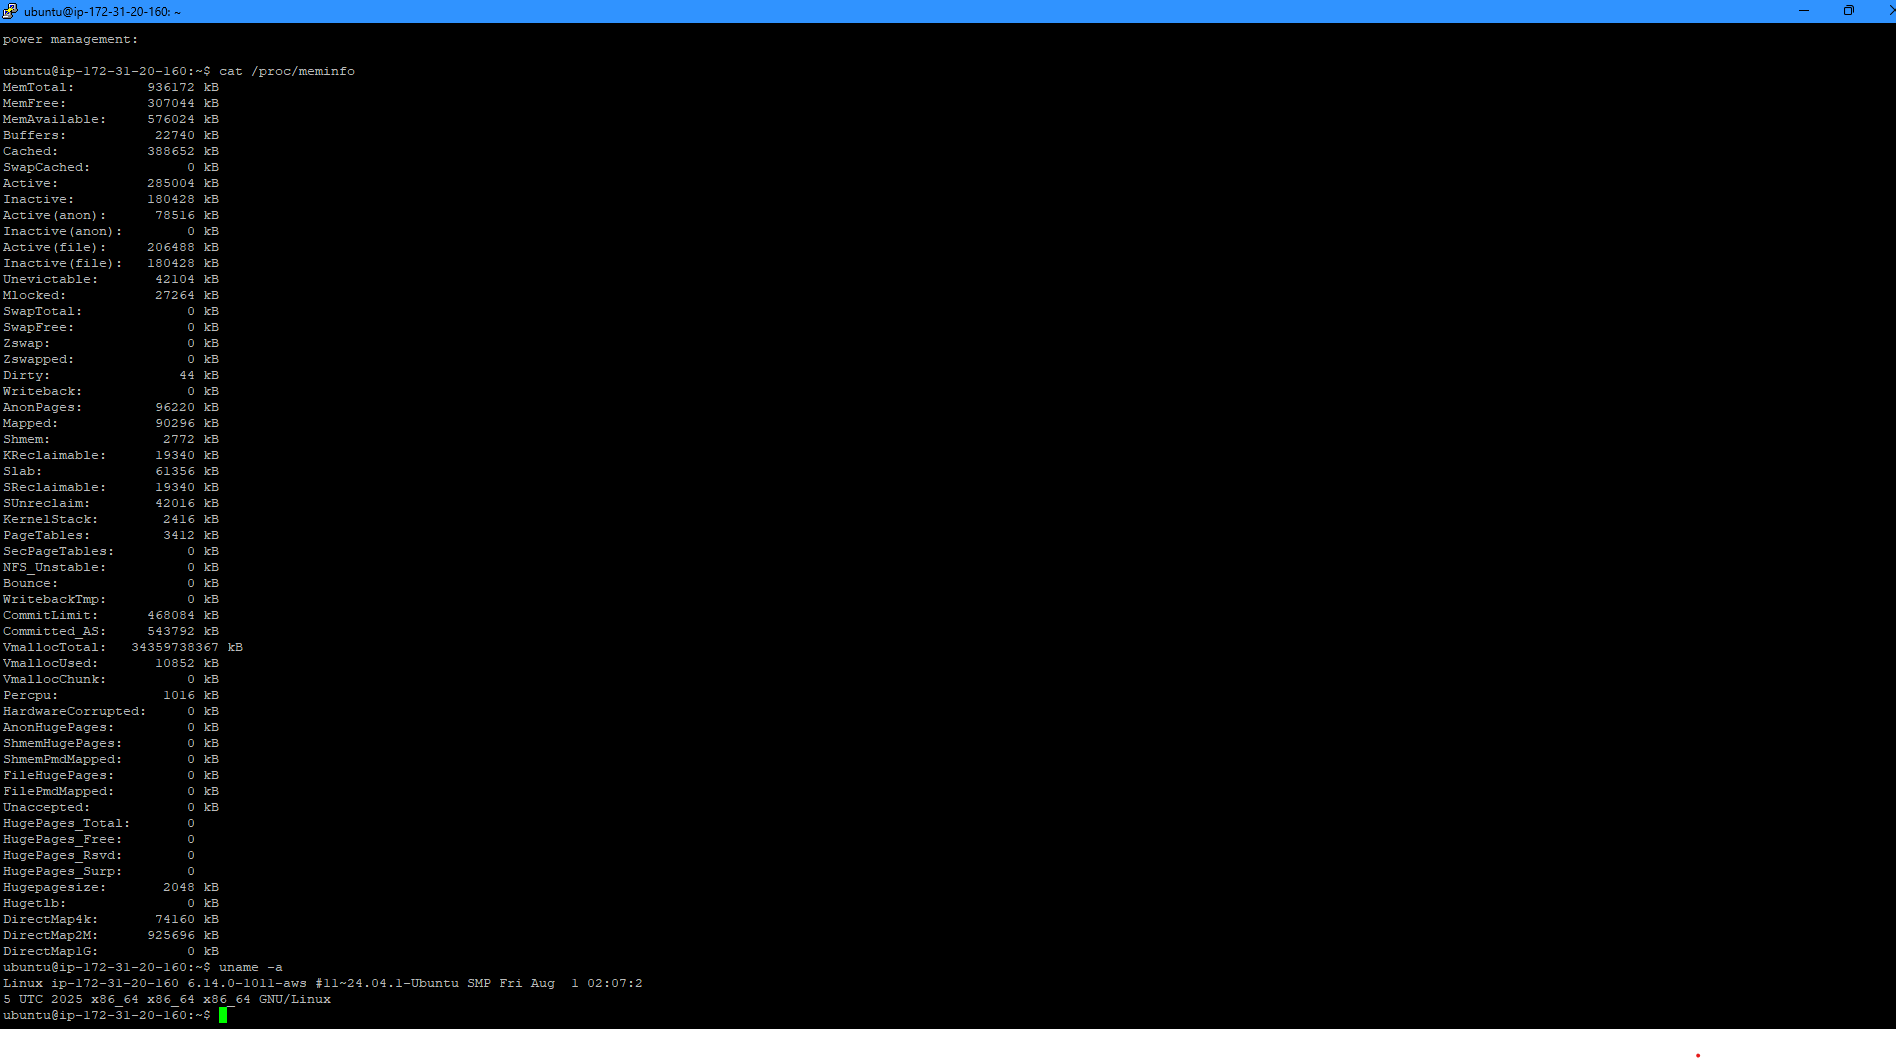 ubuntu@ip-172-31-20-160: ~
power management:
ubuntu@ip-172-31-20-160:~$ cat /proc/meminfo
MemTotal:         936172 kB
MemFree:          307044 kB
MemAvailable:     576024 kB
Buffers:           22740 kB
Cached:           388652 kB
SwapCached:            0 kB
Active:           285004 kB
Inactive:         180428 kB
Active(anon):      78516 kB
Inactive(anon):        0 kB
Active(file):     206488 kB
Inactive(file):   180428 kB
Unevictable:       42104 kB
Mlocked:           27264 kB
SwapTotal:             0 kB
SwapFree:              0 kB
Zswap:                 0 kB
Zswapped:              0 kB
Dirty:                44 kB
Writeback:             0 kB
AnonPages:         96220 kB
Mapped:            90296 kB
Shmem:              2772 kB
KReclaimable:      19340 kB
Slab:              61356 kB
SReclaimable:      19340 kB
SUnreclaim:        42016 kB
KernelStack:        2416 kB
PageTables:         3412 kB
SecPageTables:         0 kB
NFS_Unstable:          0 kB
Bounce:                0 kB
WritebackTmp:          0 kB
CommitLimit:      468084 kB
Committed_AS:     543792 kB
VmallocTotal:   34359738367 kB
VmallocUsed:       10852 kB
VmallocChunk:          0 kB
Percpu:             1016 kB
HardwareCorrupted:     0 kB
AnonHugePages:         0 kB
ShmemHugePages:        0 kB
ShmemPmdMapped:        0 kB
FileHugePages:         0 kB
FilePmdMapped:         0 kB
Unaccepted:            0 kB
HugePages_Total:       0
HugePages_Free:        0
HugePages_Rsvd:        0
HugePages_Surp:        0
Hugepagesize:       2048 kB
Hugetlb:               0 kB
DirectMap4k:       74160 kB
DirectMap2M:      925696 kB
DirectMap1G:           0 kB
ubuntu@ip-172-31-20-160:~$ uname -a
Linux ip-172-31-20-160 6.14.0-1011-aws #11~24.04.1-Ubuntu SMP Fri Aug  1 02:07:2
5 UTC 2025 x86_64 x86_64 x86_64 GNU/Linux
ubuntu@ip-172-31-20-160:~$